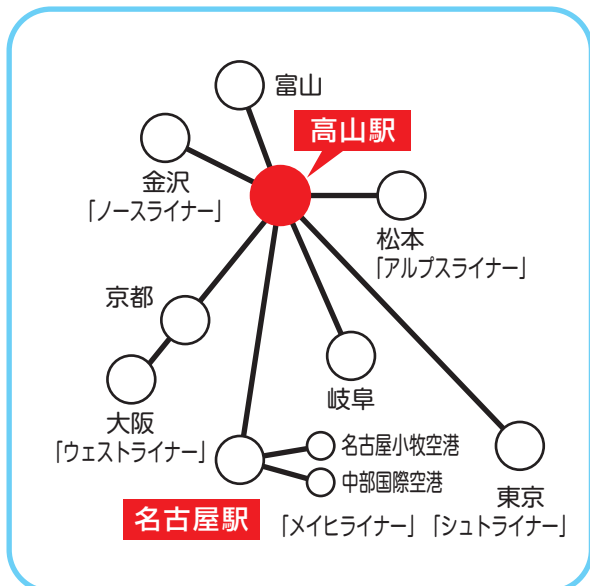 富山
高山駅
金沢
「ノースライナー」
松本
「アルプスライナー」
京都
岐阜
大阪
「ウェストライナー」
名古屋小牧空港
中部国際空港
名古屋駅
「メイヒライナー」
東京
「シュトライナー」